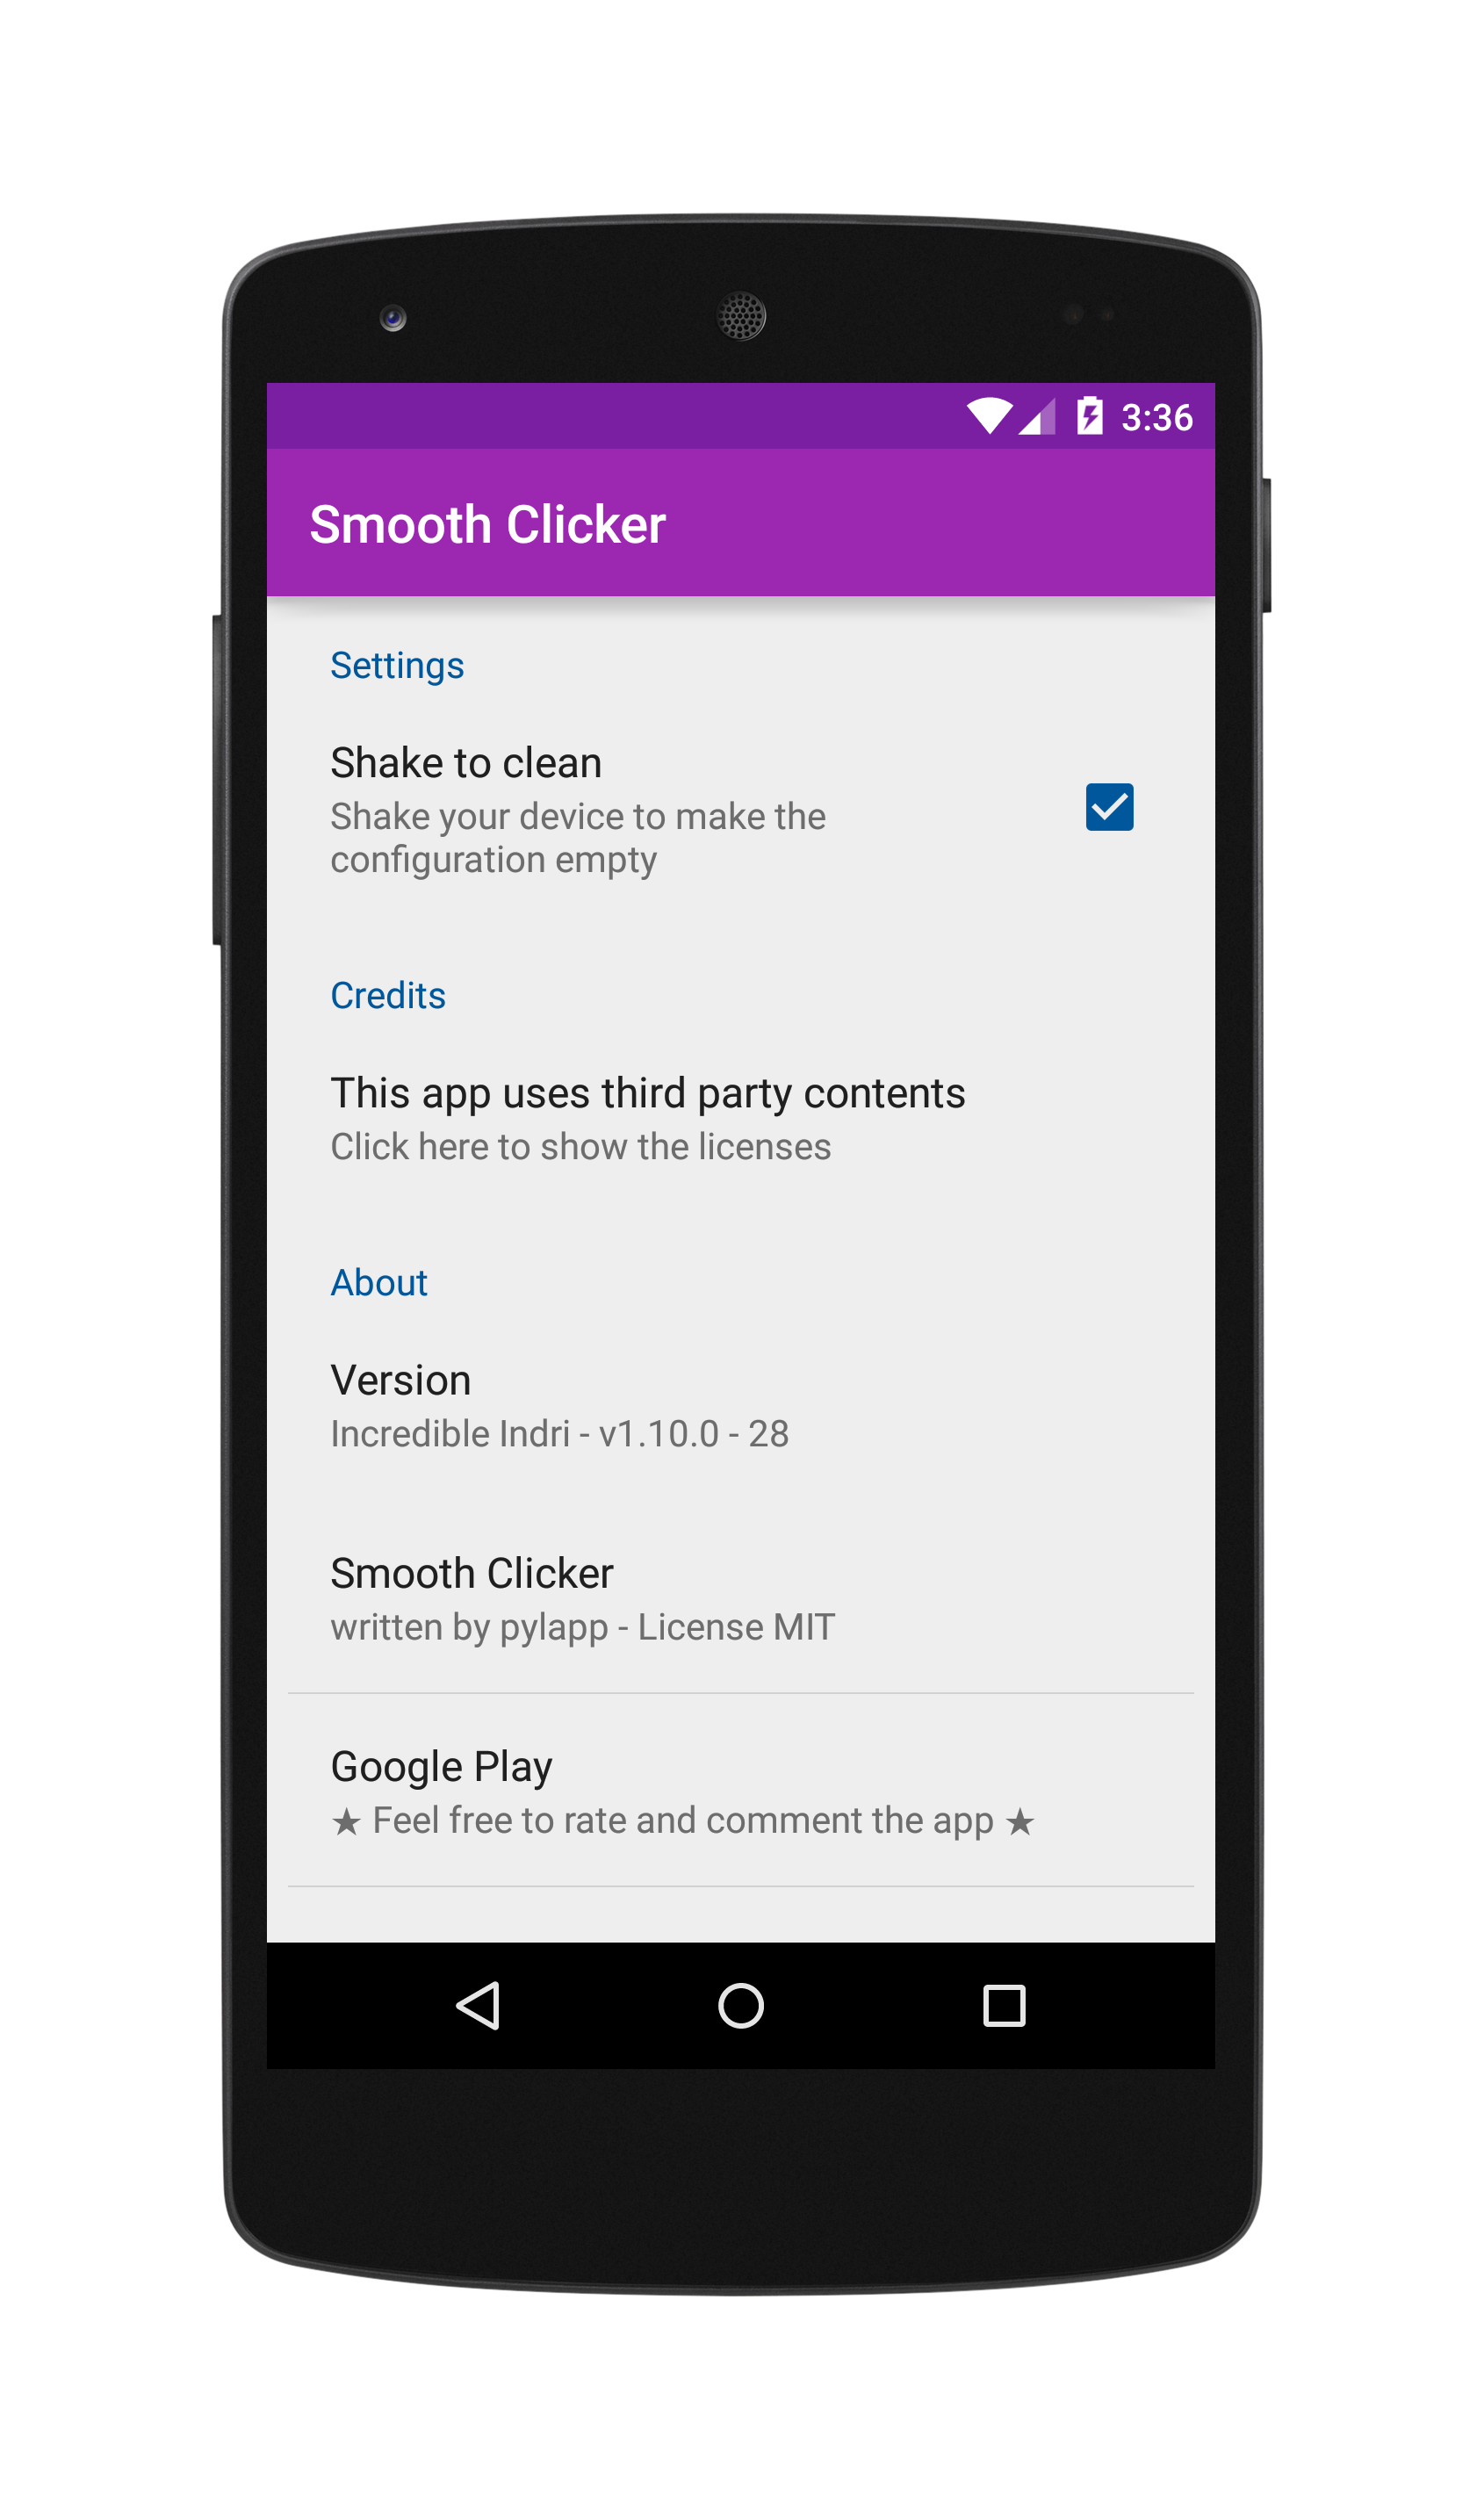 3:36
Smooth Clicker
Settings
Shake to clean
Shake your device to make the
configuration empty
Credits
This app uses third party contents
Click here to show the licenses
About
Version
Incredible Indri - v1.10.0 - 28
Smooth Clicker
written by pylapp - License MIT
Google Play
★ Feel free to rate and comment the app ★